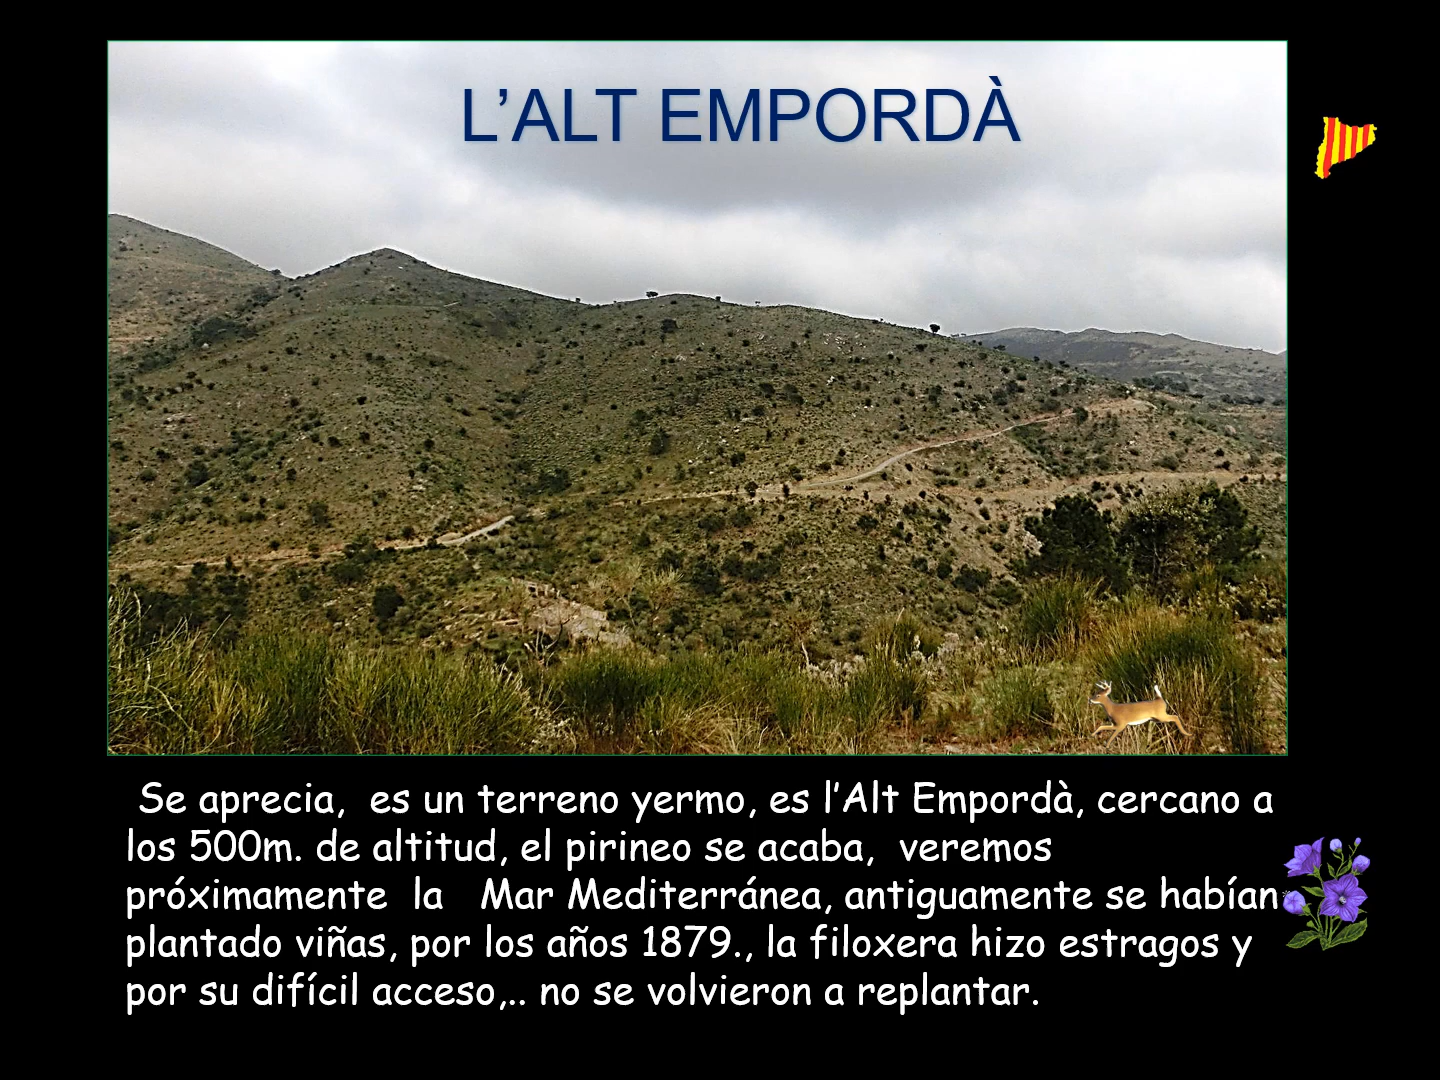 L’ALT EMPORDÀ
Se aprecia, es un terreno yermo, es l’Alt Empordà, cercano a
los 500m. de altitud, el pirineo se acaba, veremos
próximamente la Mar Mediterránea, antiguamente se habían
plantado viñas, por los años 1879., la filoxera hizo estragos y
por su difícil acceso,.. no se volvieron a replantar.